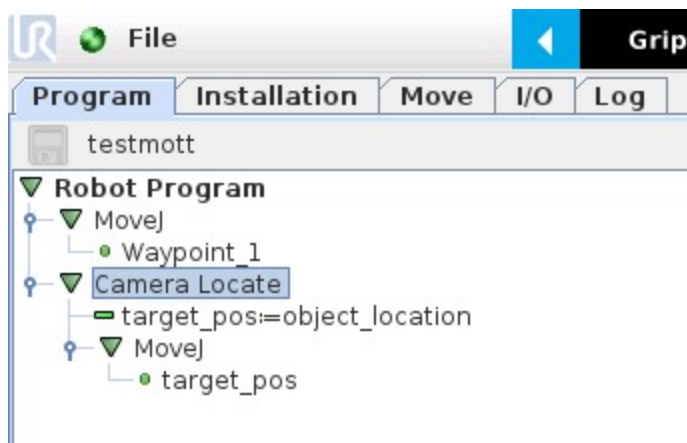 UR File Grip
Program Installation Move I/O Log
testmott
Robot Program
MoveJ
Waypoint_1
Camera Locate
target_pos≔object_location
MoveJ
target_pos